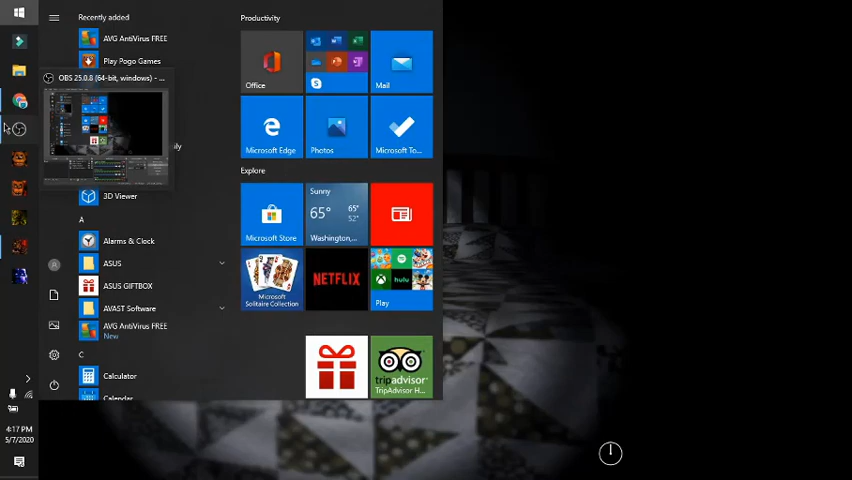 Recently added
AVG AntiVirus FREE
Play Pogo Games
OBS 25.0.8 (64-bit, windows) - ...
3D Viewer
A
Alarms & Clock
ASUS
ASUS GIFTBOX
AVAST Software
AVG AntiVirus FREE
New
C
Calculator
Calendar
Productivity
Office
Mail
Microsoft Edge
Photos
Microsoft To...
Explore
Microsoft Store
Sunny
65° 65°
52°
Washington,...
Microsoft
Solitaire Collection
NETFLIX
hulu
Play
tripadvisor
TripAdvisor H...
4:17 PM
5/7/2020